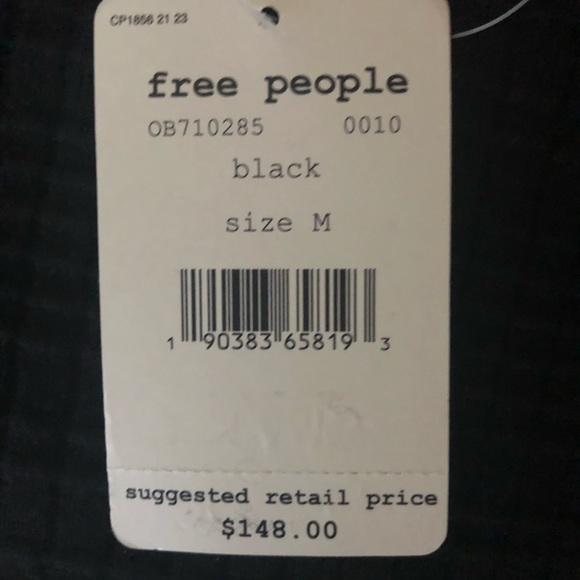 CP1856 21 23
free people
OB710285 0010
black
size M
1 90383 65819 3
suggested retail price
$148.00